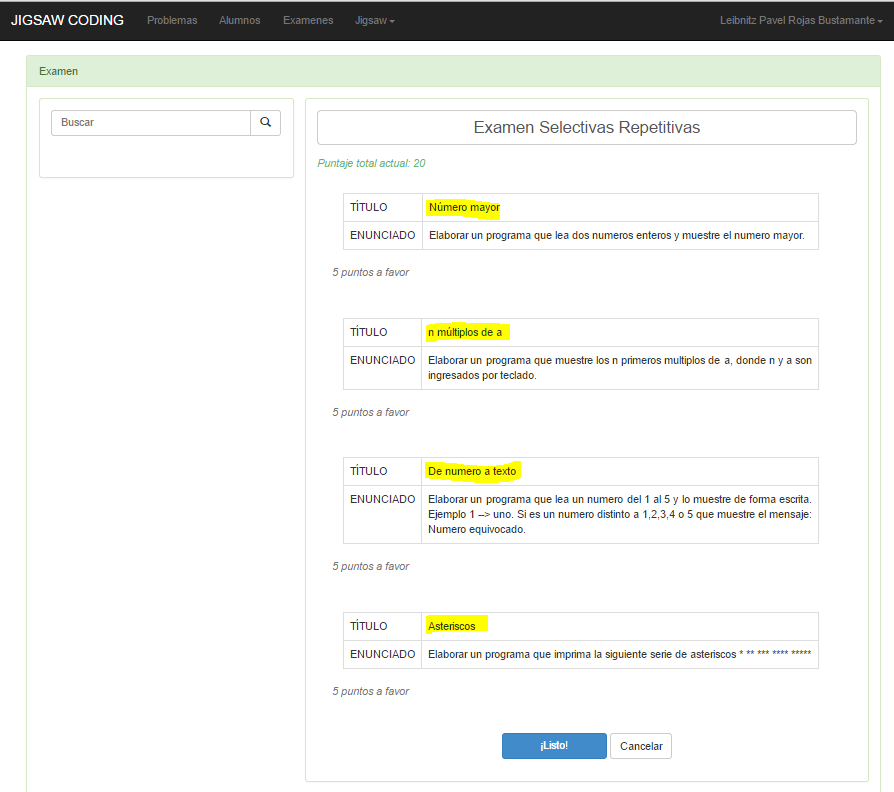 JIGSAW CODING Problemas Alumnos Examenes Jigsaw Leibnitz Pavel Rojas Bustamante
Examen
Buscar
Examen Selectivas Repetitivas
Puntaje total actual: 20
TÍTULO Número mayor
ENUNCIADO Elaborar un programa que lea dos numeros enteros y muestre el numero mayor.
5 puntos a favor
TÍTULO n múltiplos de a
ENUNCIADO Elaborar un programa que muestre los n primeros multiplos de a, donde n y a son
ingresados por teclado.
5 puntos a favor
TÍTULO De numero a texto
ENUNCIADO Elaborar un programa que lea un numero del 1 al 5 y lo muestre de forma escrita.
Ejemplo 1 --> uno. Si es un numero distinto a 1,2,3,4 o 5 que muestre el mensaje:
Numero equivocado.
5 puntos a favor
TÍTULO Asteriscos
ENUNCIADO Elaborar un programa que imprima la siguiente serie de asteriscos * ** *** **** *****
5 puntos a favor
¡Listo! Cancelar